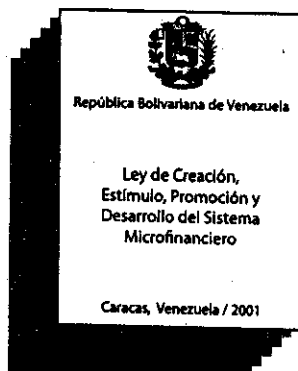 República Bolivariana de Venezuela
Ley de Creación,
Estímulo, Promoción y
Desarrollo del Sistema
Microfinanciero
Caracas, Venezuela / 2001